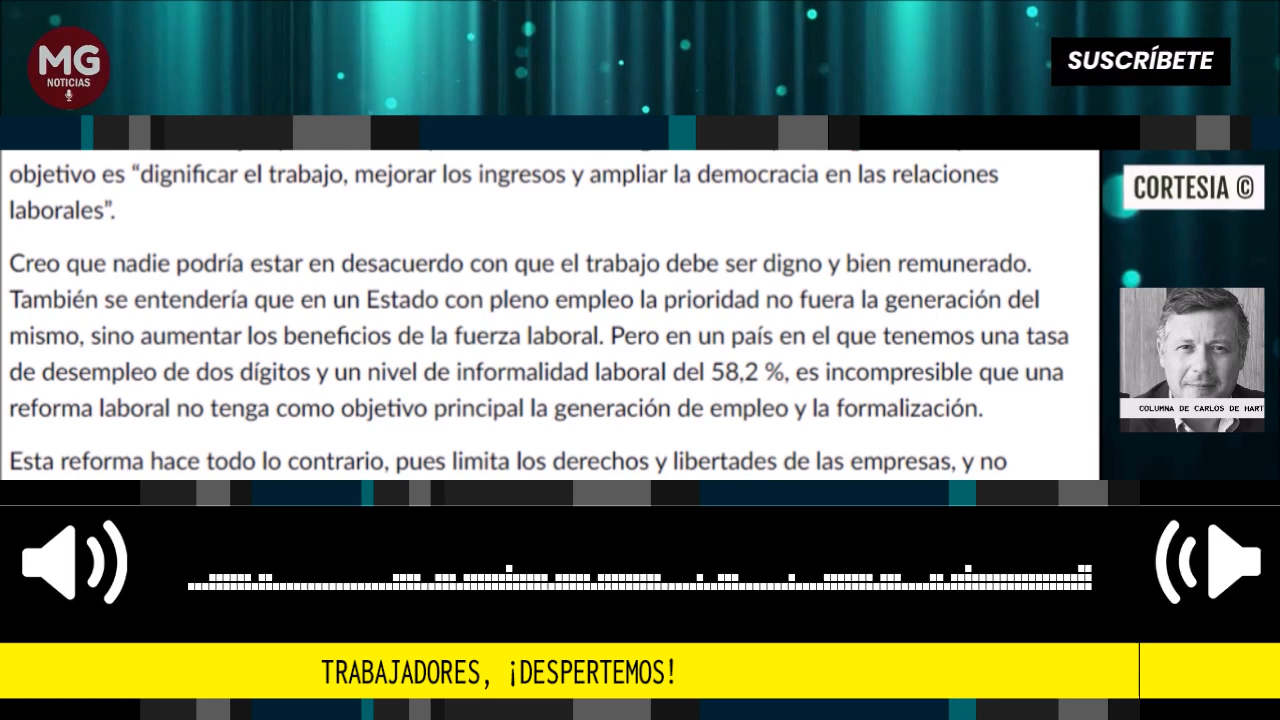 MG
NOTICIAS
SUSCRÍBETE
objetivo es “dignificar el trabajo, mejorar los ingresos y ampliar la democracia en las relaciones
laborales”.
CORTESIA ©
Creo que nadie podría estar en desacuerdo con que el trabajo debe ser digno y bien remunerado.
También se entendería que en un Estado con pleno empleo la prioridad no fuera la generación del
mismo, sino aumentar los beneficios de la fuerza laboral. Pero en un país en el que tenemos una tasa
de desempleo de dos dígitos y un nivel de informalidad laboral del 58,2 %, es incompresible que una
reforma laboral no tenga como objetivo principal la generación de empleo y la formalización.
COLUMNA DE CARLOS DE HART
Esta reforma hace todo lo contrario, pues limita los derechos y libertades de las empresas, y no
TRABAJADORES, ¡DESPERTEMOS!